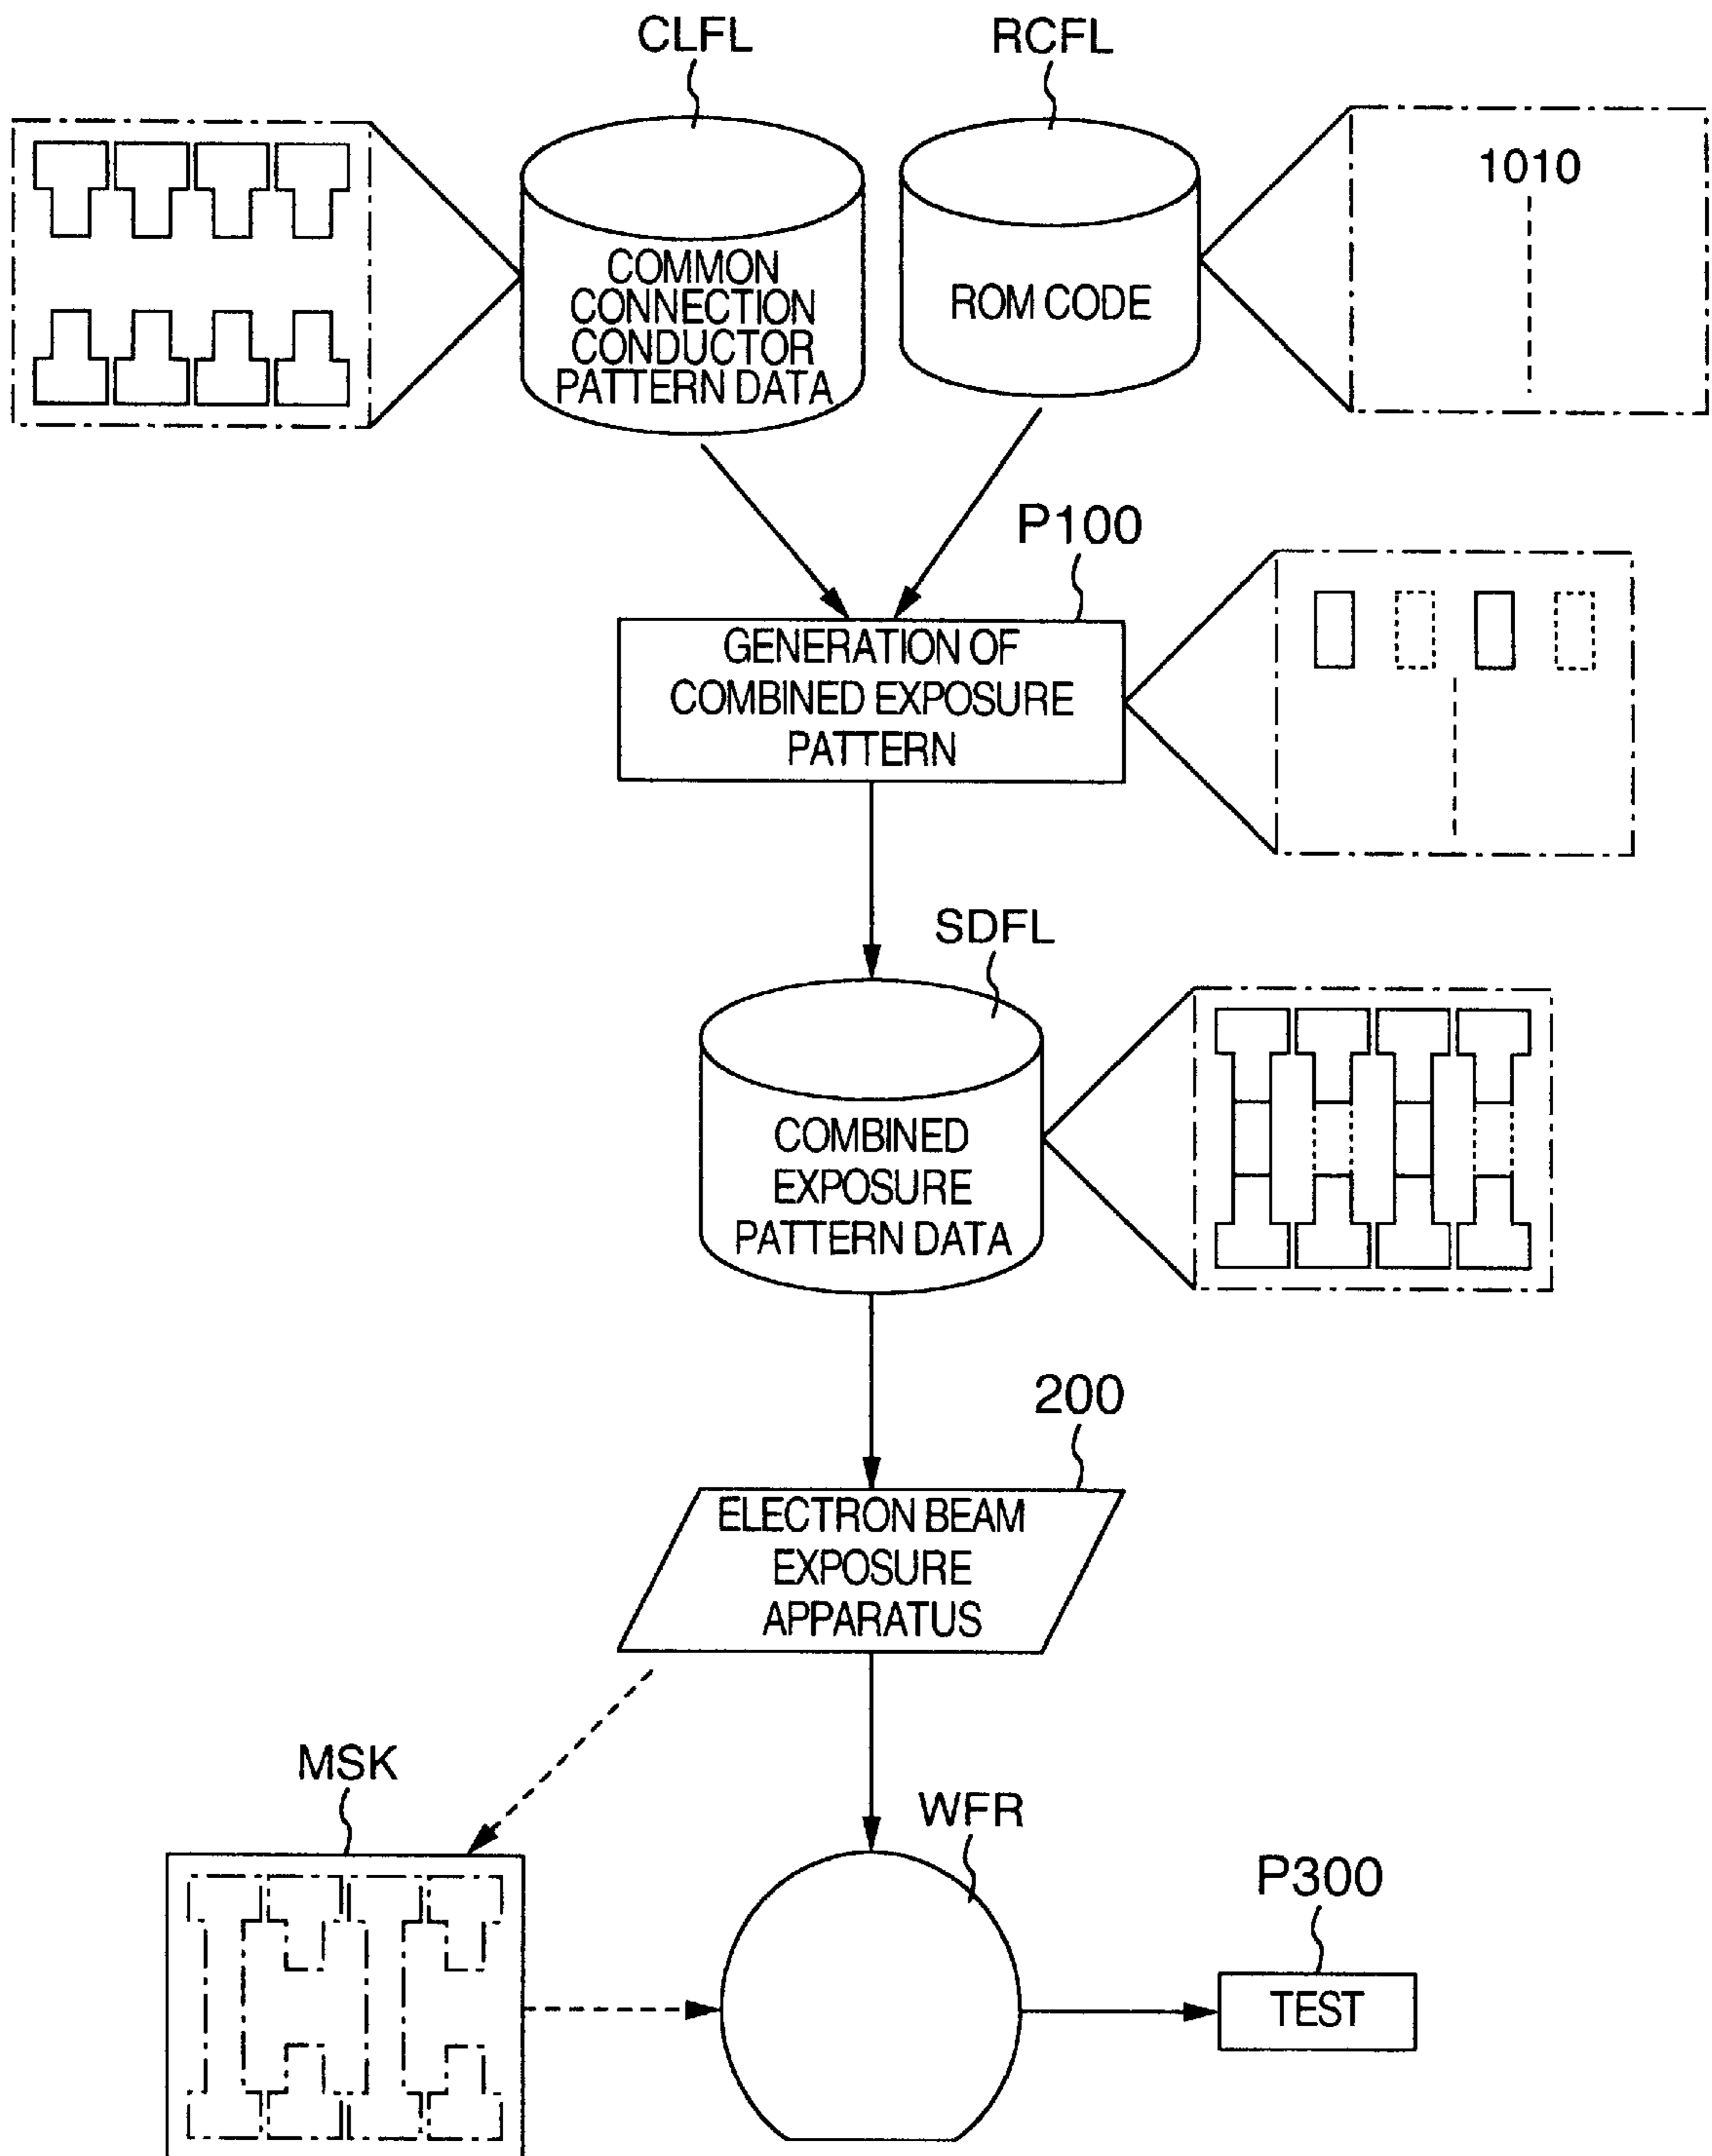 CLFL
RCFL
1010
COMMON
CONNECTION
CONDUCTOR
PATTERN DATA
ROM CODE
P100
GENERATION OF
COMBINED EXPOSURE
PATTERN
SDFL
COMBINED
EXPOSURE
PATTERN DATA
200
ELECTRON BEAM
EXPOSURE
APPARATUS
MSK
WFR
P300
TEST